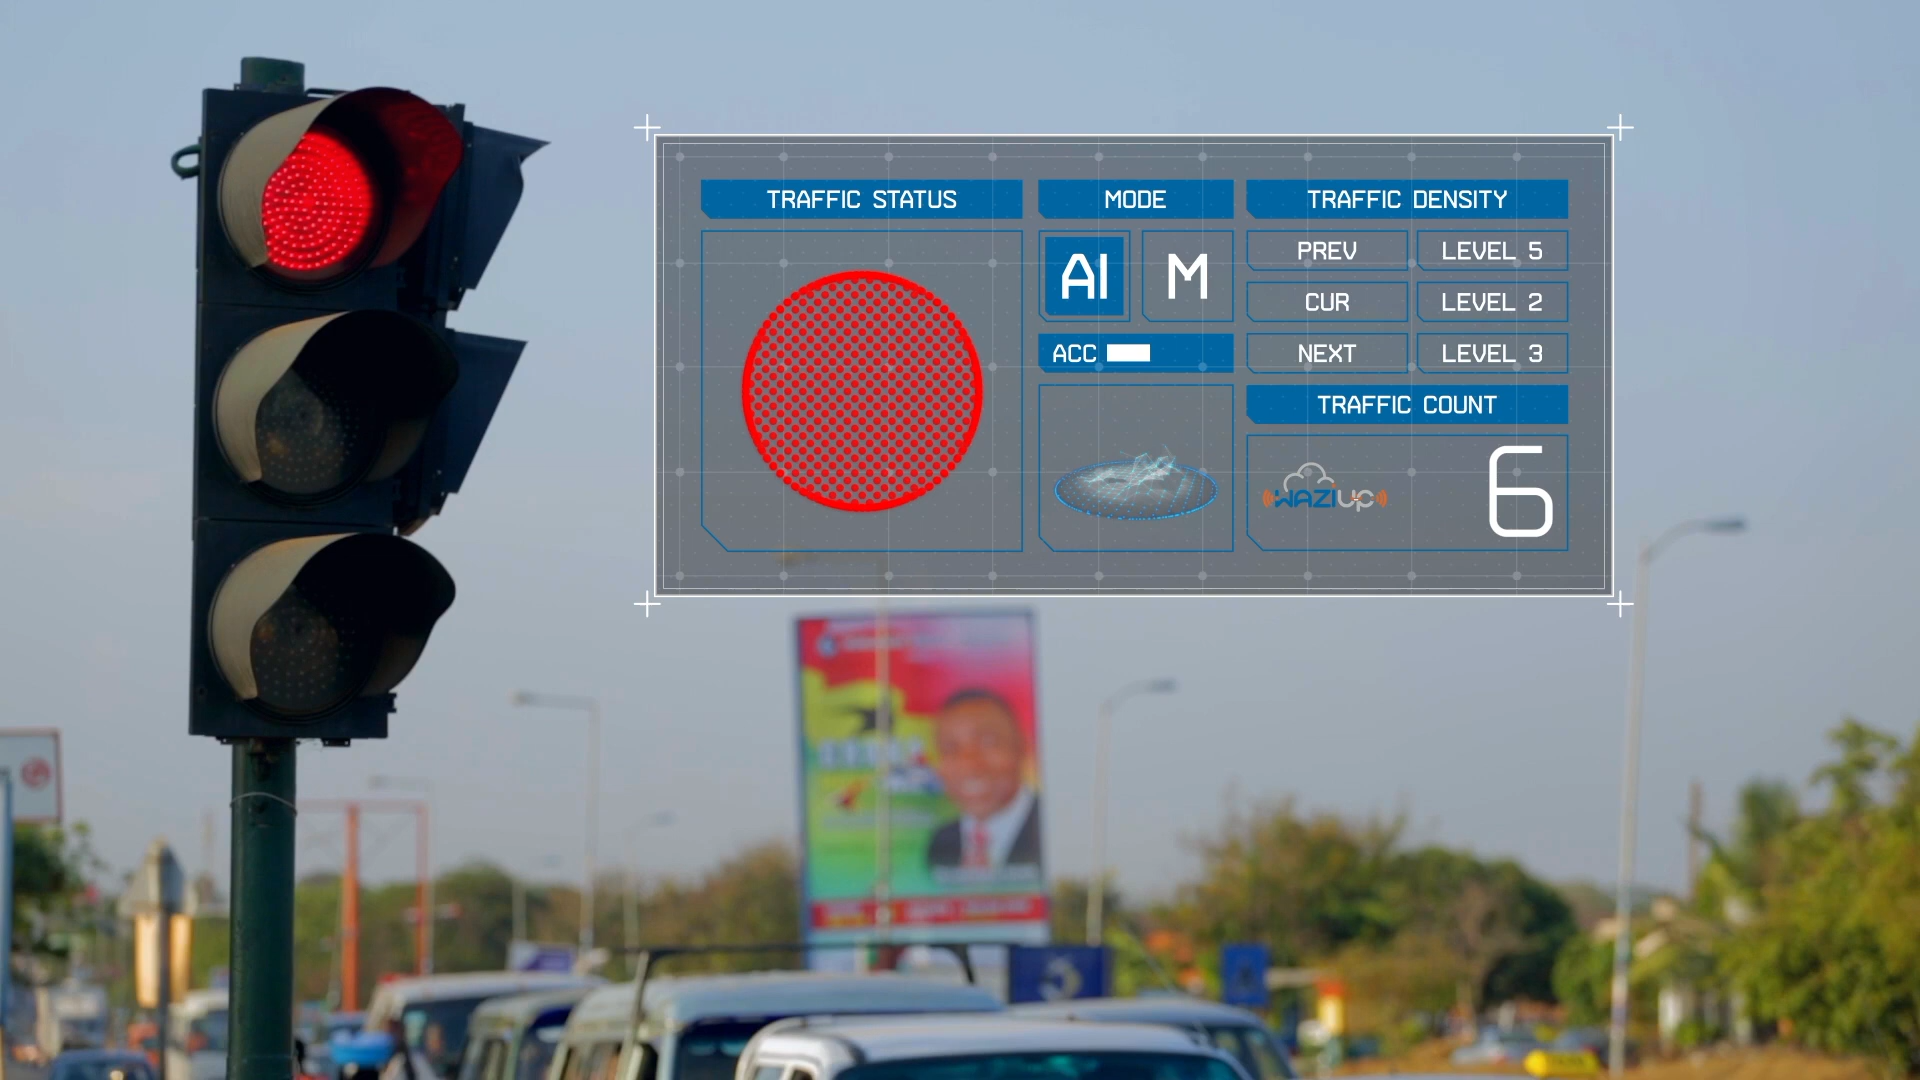 TRAFFIC STATUS
MODE
TRAFFIC DENSITY
AI
M
PREV
LEVEL 5
CUR
LEVEL 2
ACC
NEXT
LEVEL 3
TRAFFIC COUNT
WAZIUP
6